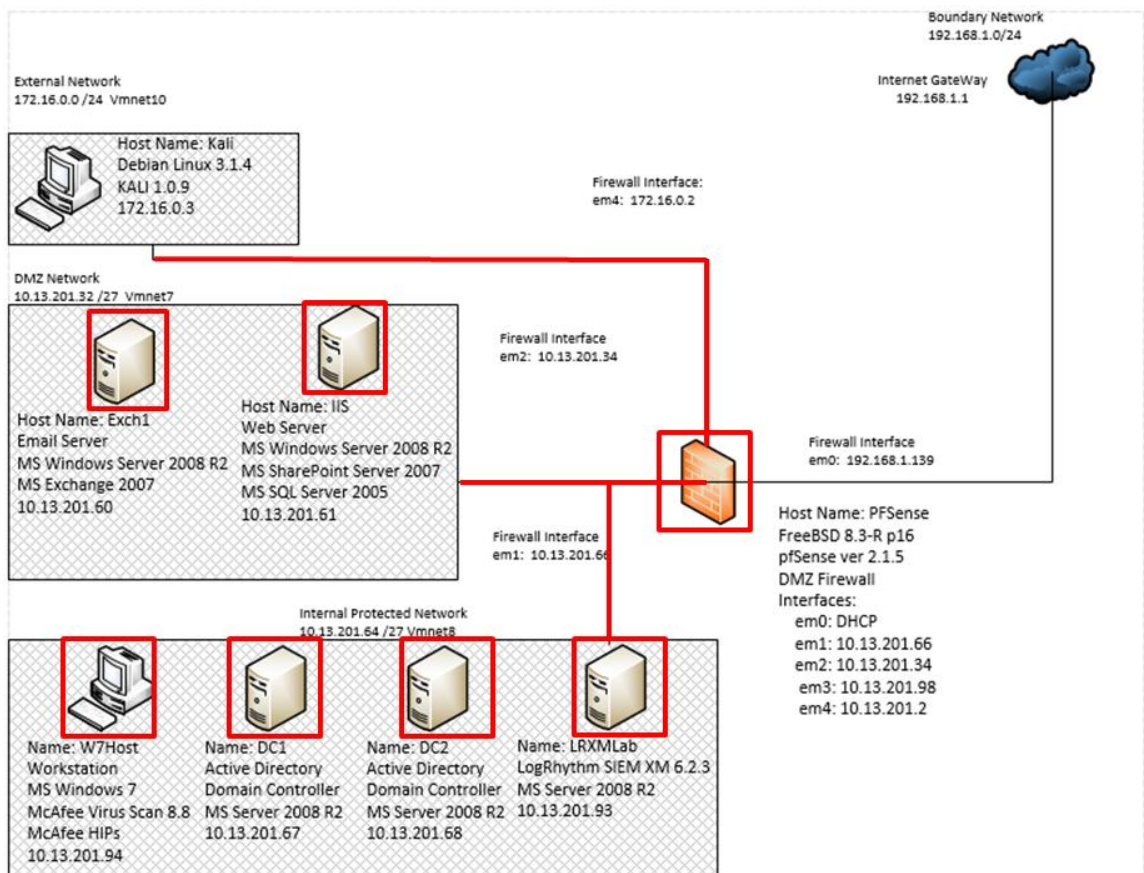 Boundary Network
192.168.1.0/24
Internet GateWay
192.168.1.1
External Network
172.16.0.0 /24 Vmnet10
Host Name: Kali
Debian Linux 3.1.4
KALI 1.0.9
172.16.0.3
Firewall Interface:
em4: 172.16.0.2
DMZ Network
10.13.201.32 /27 Vmnet7
Host Name: Exch1
Email Server
MS Windows Server 2008 R2
MS Exchange 2007
10.13.201.60
Host Name: IIS
Web Server
MS Windows Server 2008 R2
MS SharePoint Server 2007
MS SQL Server 2005
10.13.201.61
Firewall Interface
em2: 10.13.201.34
Firewall Interface
em0: 192.168.1.139
Firewall Interface
em1: 10.13.201.66
Host Name: PFSense
FreeBSD 8.3-R p16
pfSense ver 2.1.5
DMZ Firewall
Interfaces:
em0: DHCP
em1: 10.13.201.66
em2: 10.13.201.34
em3: 10.13.201.98
em4: 10.13.201.2
Internal Protected Network
10.13.201.64 /27 Vmnet8
Name: W7Host
Workstation
MS Windows 7
McAfee Virus Scan 8.8
McAfee HIPs
10.13.201.94
Name: DC1
Active Directory
Domain Controller
MS Server 2008 R2
10.13.201.67
Name: DC2
Active Directory
Domain Controller
MS Server 2008 R2
10.13.201.68
Name: LRXMLab
LogRhythm SIEM XM 6.2.3
MS Server 2008 R2
10.13.201.93